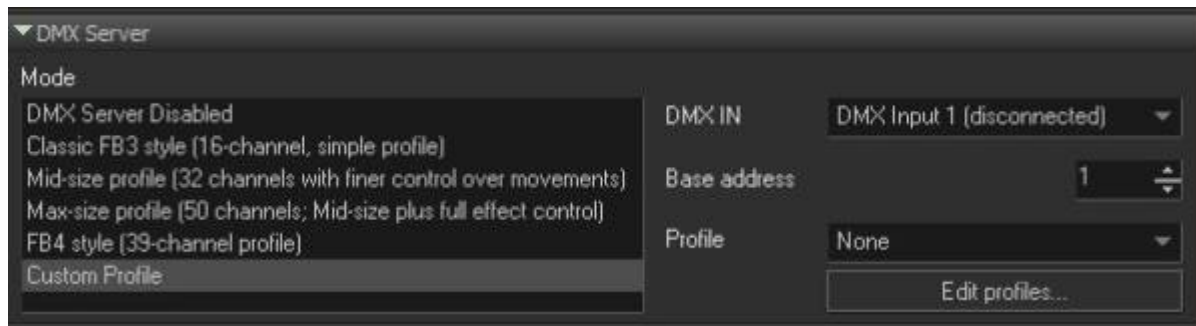 DMX Server
Mode
DMX Server Disabled
Classic FB3 style (16-channel, simple profile)
Mid-size profile (32 channels with finer control over movements)
Max-size profile (50 channels; Mid-size plus full effect control)
FB4 style (39-channel profile)
Custom Profile
DMX IN
DMX Input 1 (disconnected)
Base address
1
Profile
None
Edit profiles...